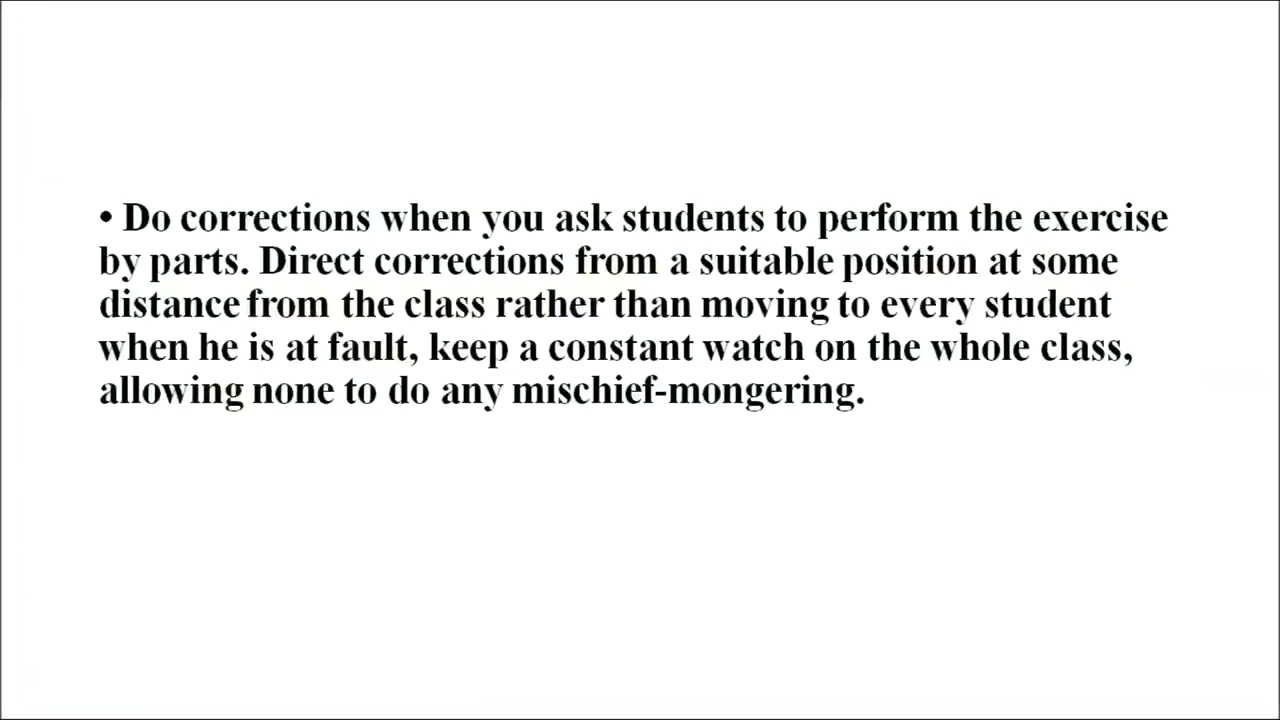 • Do corrections when you ask students to perform the exercise
by parts. Direct corrections from a suitable position at some
distance from the class rather than moving to every student
when he is at fault, keep a constant watch on the whole class,
allowing none to do any mischief-mongering.